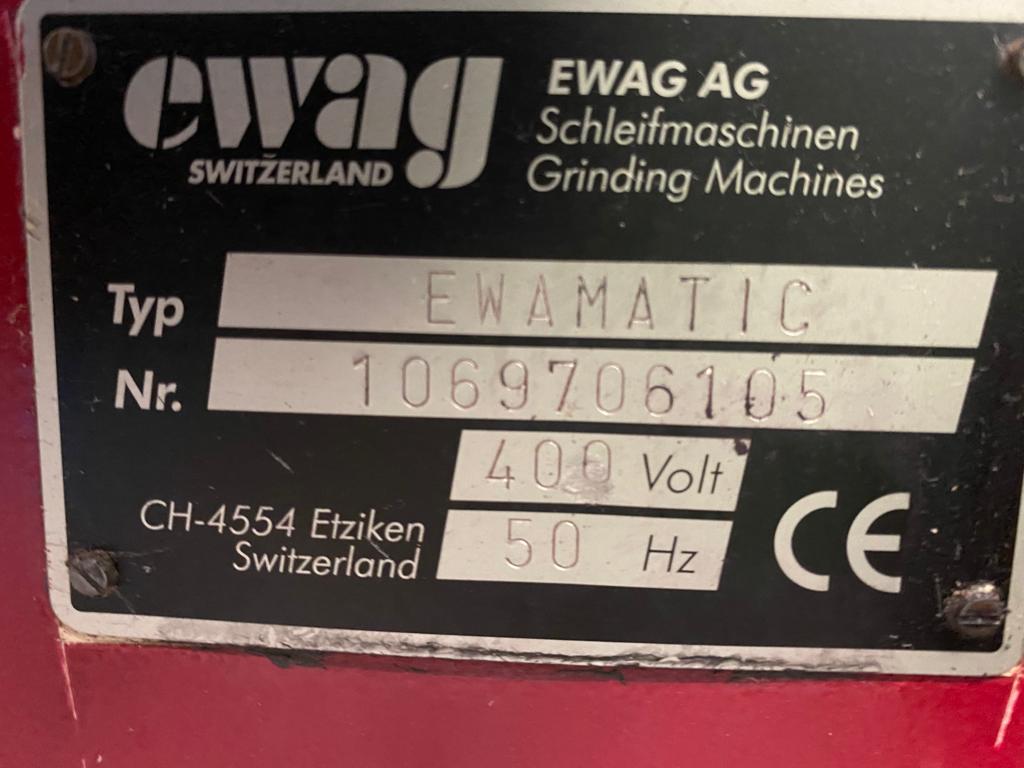 ewag
SWITZERLAND
EWAG AG
Schleifmaschinen
Grinding Machines
Typ EWAMATIC
Nr. 1069706105
400 Volt
50 Hz
CH-4554 Etziken
Switzerland
CE